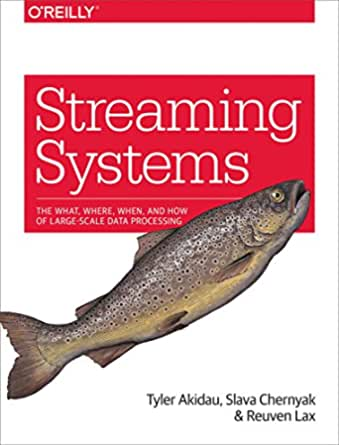 O'REILLY®
Streaming
Systems
THE WHAT, WHERE, WHEN, AND HOW
OF LARGE-SCALE DATA PROCESSING
Tyler Akidau, Slava Chernyak
& Reuven Lax